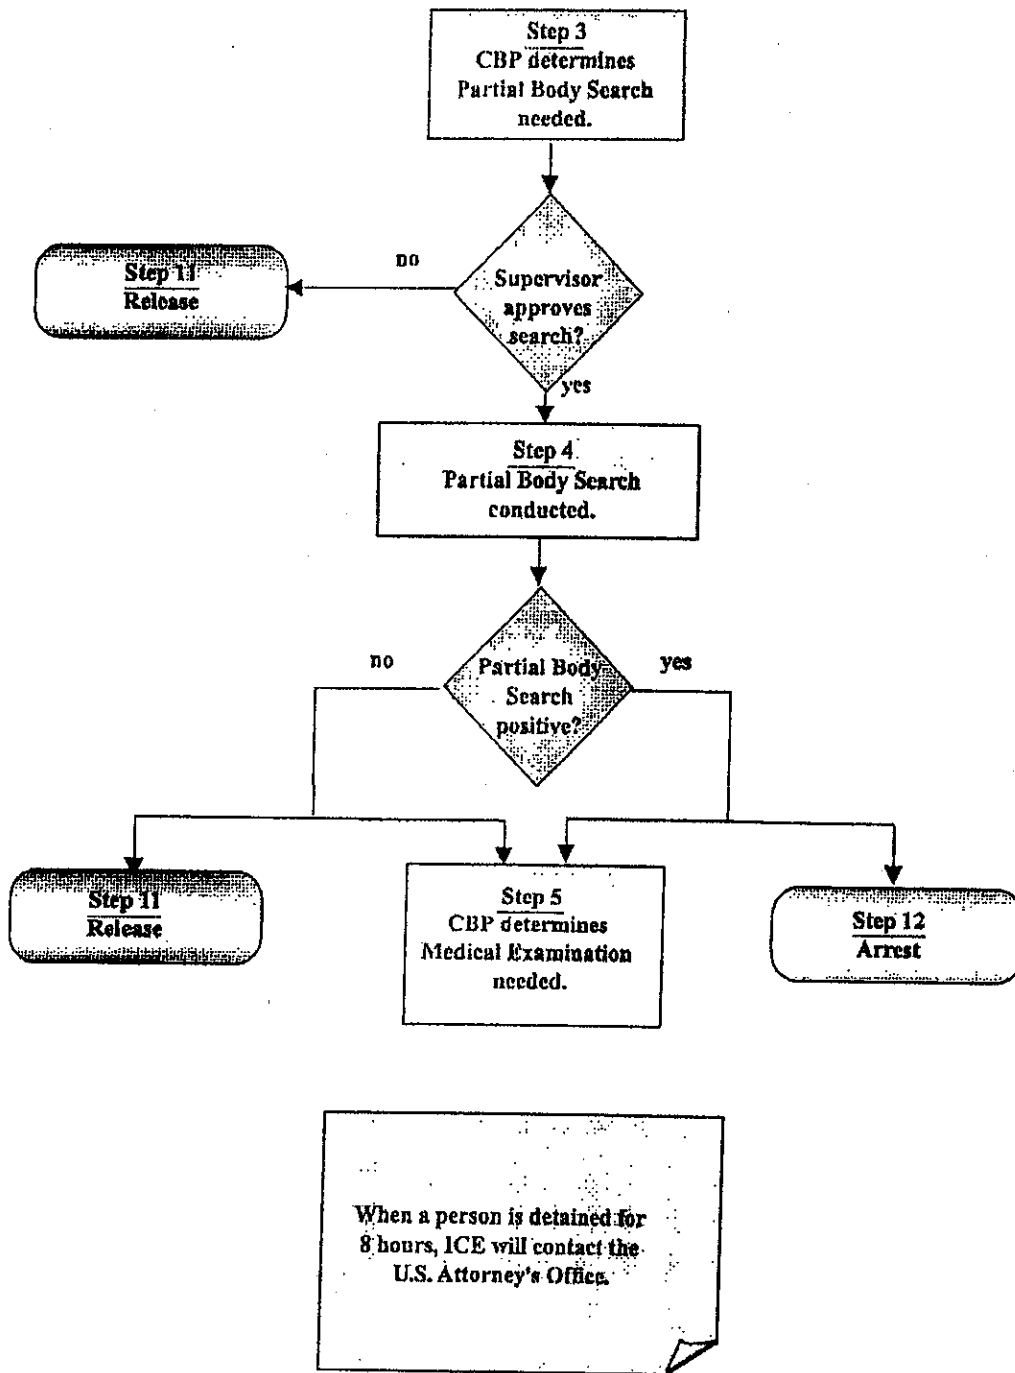 Step 3
CBP determines
Partial Body Search
needed.
no
Supervisor
approves
search?
Step 11
Release
yes
Step 4
Partial Body Search
conducted.
no
Partial Body
Search
positive?
yes
Step 11
Release
Step 5
CBP determines
Medical Examination
needed.
Step 12
Arrest
When a person is detained for
8 hours, ICE will contact the
U.S. Attorney's Office.